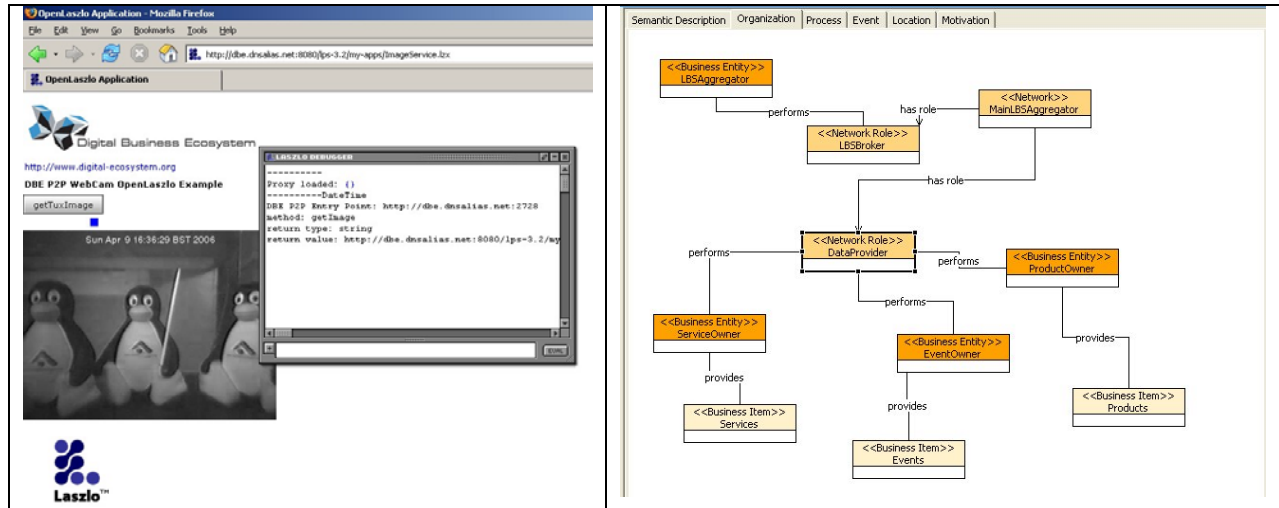 OpenLaszlo Application - Mozilla Firefox
File Edit View Go Bookmarks Tools Help
http://dbe.dnsalias.net:8080/lps-3.2/my-apps/ImageService.lzx
OpenLaszlo Application
Digital Business Ecosystem
http://www.digital-ecosystem.org
DBE P2P WebCam OpenLaszlo Example
getTuxImage
Sun Apr 9 16:36:29 BST 2006
LASZLO DEBUGGER
----------
Proxy loaded: {}
----------DateTime
DBE P2P Entry Point: http://dbe.dnsalias.net:2728
method: getImage
return type: string
return value: http://dbe.dnsalias.net:8080/lps-3.2/my
EVAL
Laszlo™
Semantic Description Organization Process Event Location Motivation
<<Business Entity>>
LBSAggregator
performs
<<Network Role>>
LBSBroker
has role
<<Network>>
MainLBSAggregator
has role
<<Network Role>>
DataProvider
performs
performs
performs
<<Business Entity>>
ProductOwner
<<Business Entity>>
ServiceOwner
<<Business Entity>>
EventOwner
provides
provides
provides
<<Business Item>>
Services
<<Business Item>>
Events
<<Business Item>>
Products